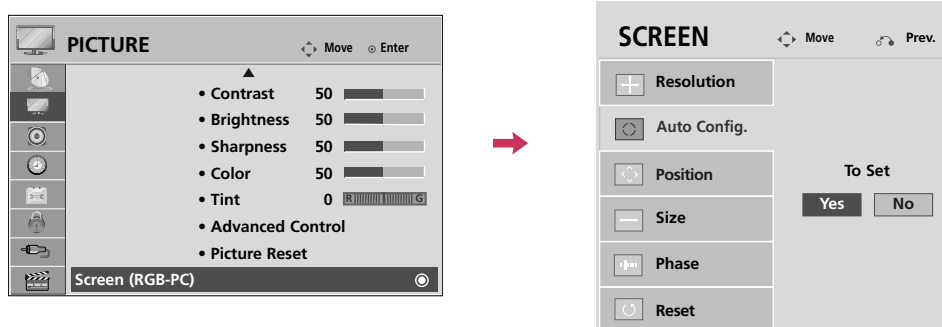 PICTURE
Move
Enter
• Contrast 50
• Brightness 50
• Sharpness 50
• Color 50
• Tint 0 R G
• Advanced Control
• Picture Reset
Screen (RGB-PC)
SCREEN
Move
Prev.
Resolution
Auto Config.
Position
Size
Phase
Reset
To Set
Yes No